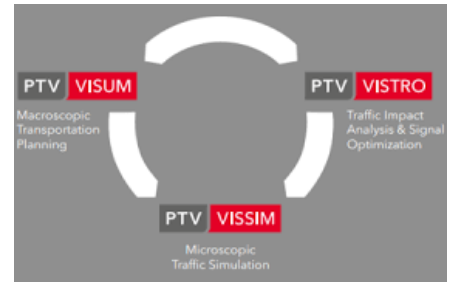 PTV VISUM
Macroscopic
Transportation
Planning
PTV VISTRO
Traffic Impact
Analysis & Signal
Optimization
PTV VISSIM
Microscopic
Traffic Simulation